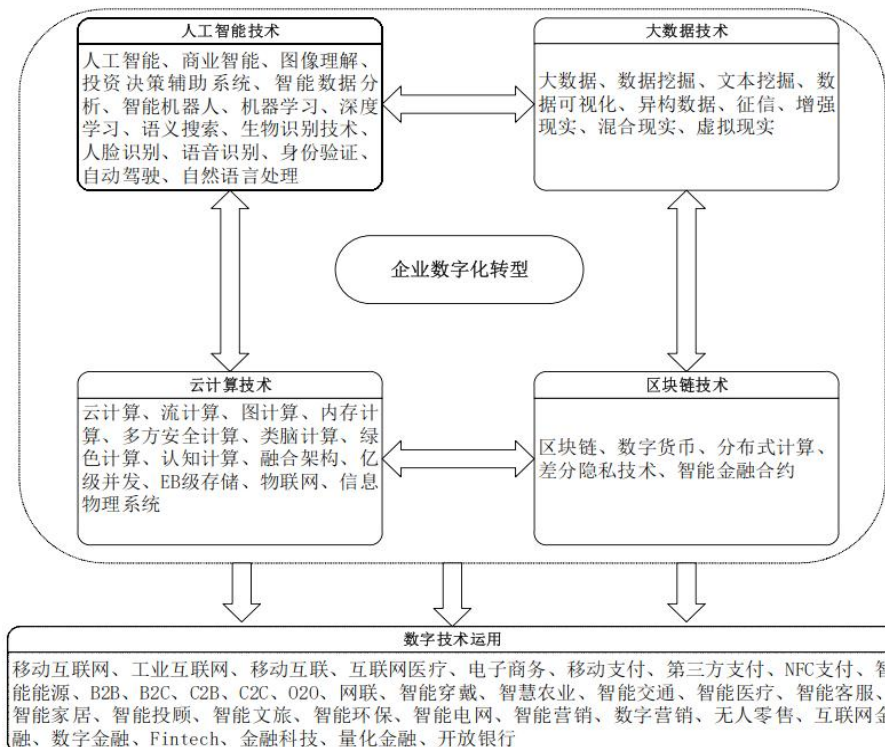 人工智能技术
人工智能、商业智能、图像理解、
投资决策辅助系统、智能数据分
析、智能机器人、机器学习、深度
学习、语义搜索、生物识别技术、
人脸识别、语音识别、身份验证、
自动驾驶、自然语言处理
大数据技术
大数据、数据挖掘、文本挖掘、数
据可视化、异构数据、征信、增强
现实、混合现实、虚拟现实
企业数字化转型
云计算技术
云计算、流计算、图计算、内存计
算、多方安全计算、类脑计算、绿
色计算、认知计算、融合架构、亿
级并发、EB级存储、物联网、信息
物理系统
区块链技术
区块链、数字货币、分布式计算、
差分隐私技术、智能金融合约
数字技术运用
移动互联网、工业互联网、移动互联、互联网医疗、电子商务、移动支付、第三方支付、NFC支付、智
能能源、B2B、B2C、C2B、C2C、O2O、网联、智能穿戴、智慧农业、智能交通、智能医疗、智能客服、
智能家居、智能投顾、智能文旅、智能环保、智能电网、智能营销、数字营销、无人零售、互联网金
融、数字金融、Fintech、金融科技、量化金融、开放银行